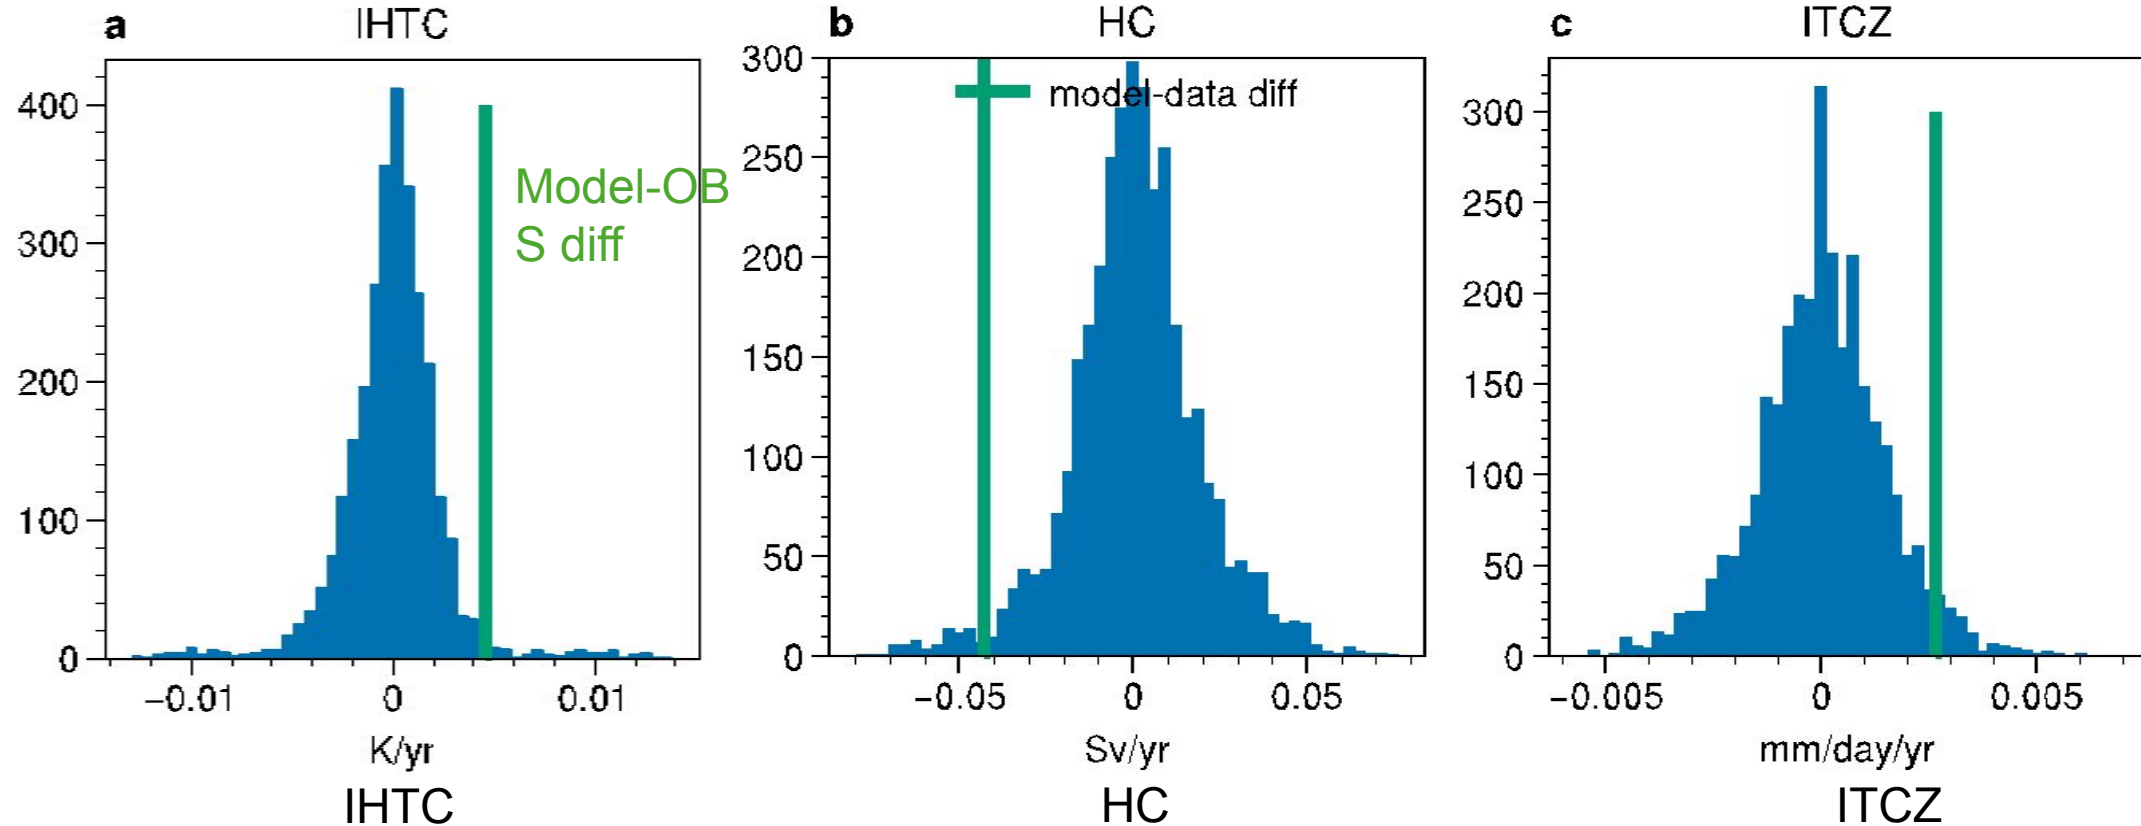 a
IHTC
400
300
200
100
0
−0.01
0
0.01
K/yr
IHTC
Model-OB
S diff
b
HC
model-data diff
300
250
200
150
100
50
0
−0.05
0
0.05
Sv/yr
HC
c
ITCZ
300
250
200
150
100
50
0
−0.005
0
0.005
mm/day/yr
ITCZ